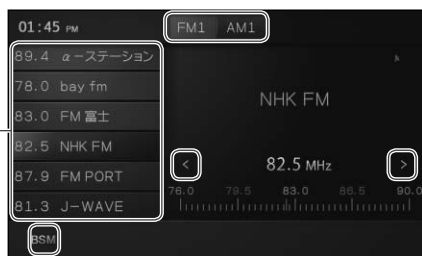 01:45 PM
FM1 AM1
89.4 α-ステーション
78.0 bay fm
83.0 FM 富士
82.5 NHK FM
87.9 FM PORT
81.3 J-WAVE
NHK FM
< 82.5 MHz >
76.0 79.5 83.0 86.5 90.0
BSM